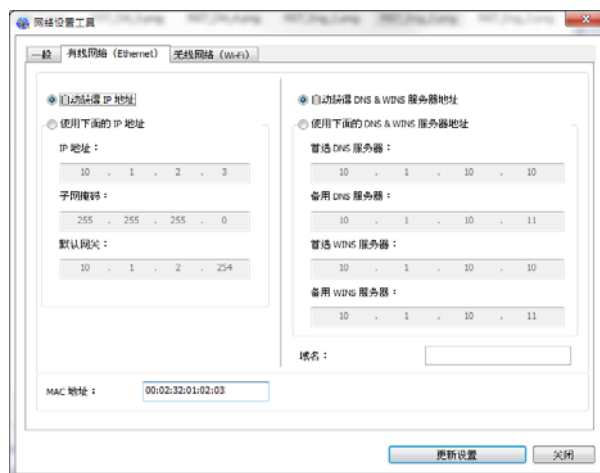 网络设置工具
一般 有线网络 (Ethernet) 无线网络 (Wi-Fi)
自动获得 IP 地址
使用下面的 IP 地址
IP 地址：
10 . 1 . 2 . 3
子网掩码：
255 . 255 . 255 . 0
默认网关：
10 . 1 . 2 . 254
自动获得 DNS & WINS 服务器地址
使用下面的 DNS & WINS 服务器地址
首选 DNS 服务器：
10 . 1 . 10 . 10
备用 DNS 服务器：
10 . 1 . 10 . 11
首选 WINS 服务器：
10 . 1 . 10 . 10
备用 WINS 服务器：
10 . 1 . 10 . 11
域名：
MAC 地址： 00:02:32:01:02:03
更新设置 关闭